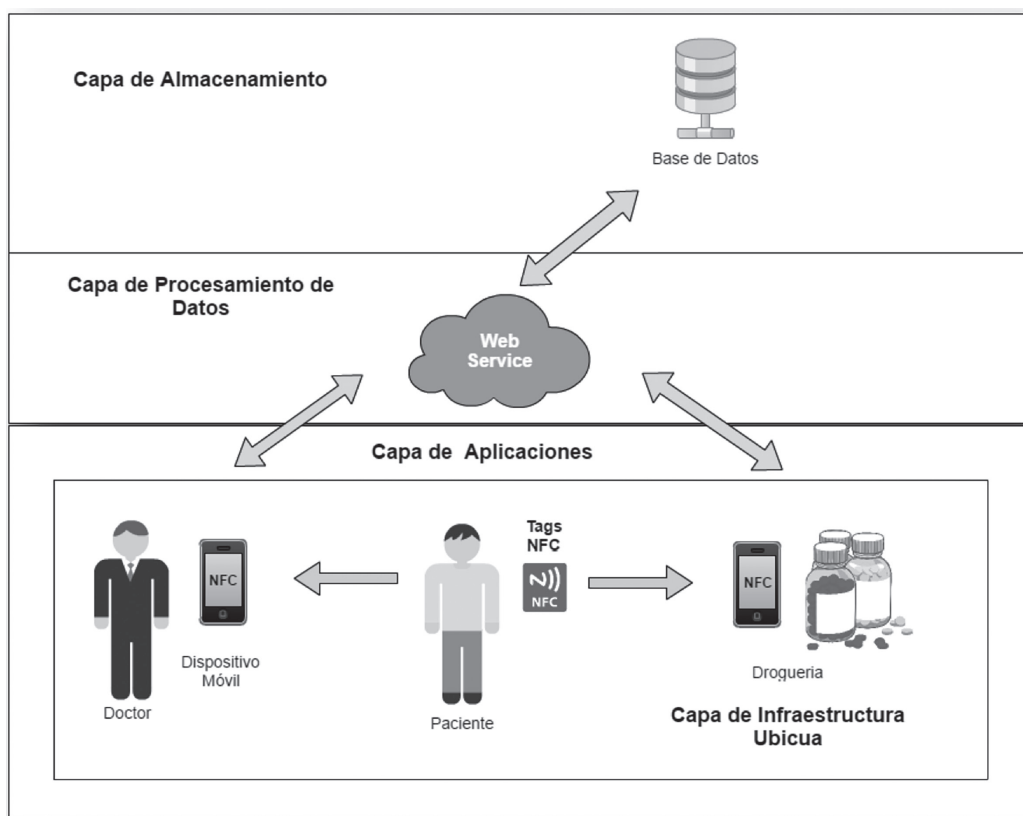 Capa de Almacenamiento
Base de Datos
Capa de Procesamiento de
Datos
Web
Service
Capa de Aplicaciones
Tags
NFC
NFC
NFC
NFC
Dispositivo
Móvil
Doctor
Paciente
Drogueria
Capa de Infraestructura
Ubicua